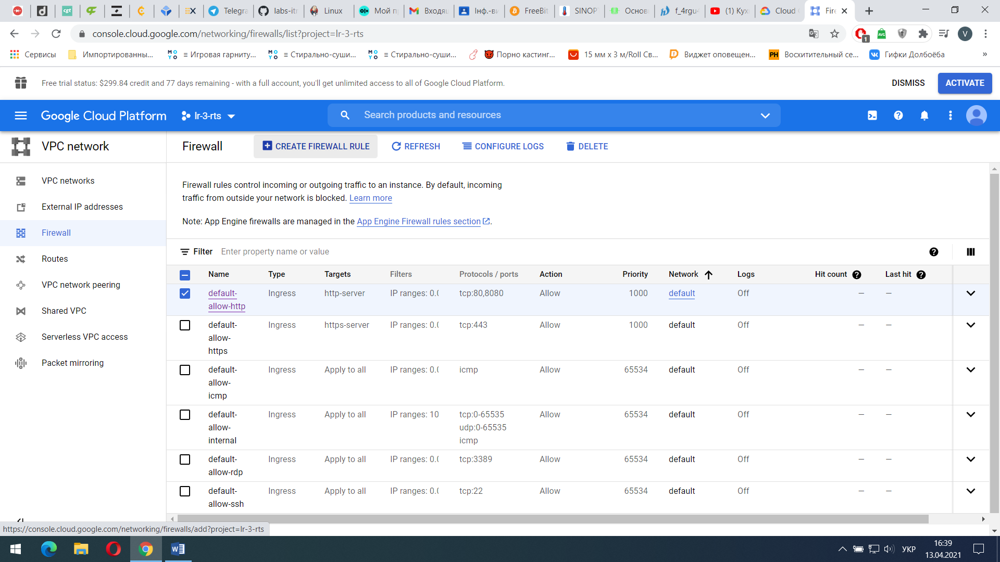 Telegra
labs-itr
Linux
Мой п
Входящ
Інф.-ви
FreeBit
SINOP
Основ
f_4rgu
(1) Кух
Cloud
Fire
console.cloud.google.com/networking/firewalls/list?project=lr-3-rts
1
V
Сервисы
Импортированны...
≡ Игровая гарниту...
≡ Стирально-суши...
≡ Стирально-суши...
Порно кастинг...
15 мм x 3 м/Roll Св...
Виджет оповещен...
PH
Восхитительный се...
Гифки Долбоёба
»
Free trial status: $299.84 credit and 77 days remaining - with a full account, you'll get unlimited access to all of Google Cloud Platform.
DISMISS
ACTIVATE
Google Cloud Platform
lr-3-rts
Search products and resources
VPC network
VPC networks
External IP addresses
Firewall
Routes
VPC network peering
Shared VPC
Serverless VPC access
Packet mirroring
Firewall
CREATE FIREWALL RULE
REFRESH
CONFIGURE LOGS
DELETE
Firewall rules control incoming or outgoing traffic to an instance. By default, incoming
traffic from outside your network is blocked. Learn more
Note: App Engine firewalls are managed in the App Engine Firewall rules section.
Filter Enter property name or value
Name Type Targets Filters Protocols / ports Action Priority Network Logs Hit count Last hit
default- Ingress http-server IP ranges: 0.0 tcp:80,8080 Allow 1000 default Off — —
allow-http
default- Ingress https-server IP ranges: 0.0 tcp:443 Allow 1000 default Off — —
allow-
https
default- Ingress Apply to all IP ranges: 0.0 icmp Allow 65534 default Off — —
allow-
icmp
default- Ingress Apply to all IP ranges: 10 tcp:0-65535 Allow 65534 default Off — —
allow- udp:0-65535
internal icmp
default- Ingress Apply to all IP ranges: 0.0 tcp:3389 Allow 65534 default Off — —
allow-rdp
default- Ingress Apply to all IP ranges: 0.0 tcp:22 Allow 65534 default Off — —
allow-ssh
https://console.cloud.google.com/networking/firewalls/add?project=lr-3-rts
УКР
16:39
13.04.2021